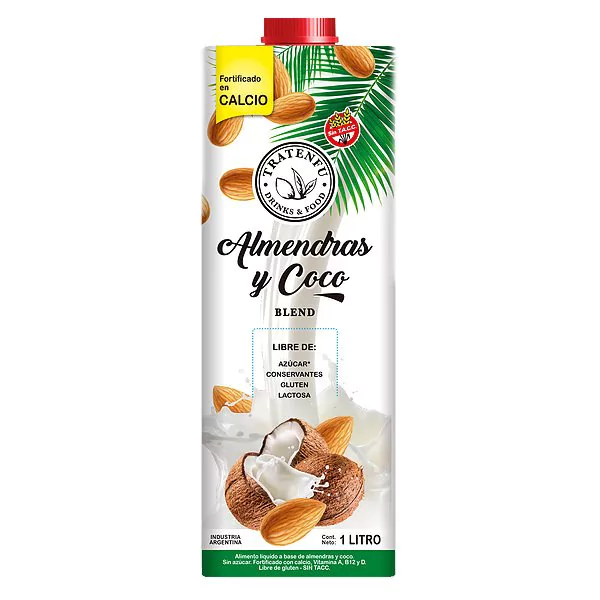 Fortificado
en
CALCIO
Sin T.A.C.C.
TRATENFU
DRINKS & FOOD
Almendras
y Coco
BLEND
LIBRE DE:
AZÚCAR*
CONSERVANTES
GLUTEN
LACTOSA
INDUSTRIA
ARGENTINA
Cont.
Neto: 1 LITRO
Alimento líquido a base de almendras y coco.
Sin azúcar. Fortificado con calcio, Vitamina A, B12 y D.
Libre de gluten - SIN TACC.